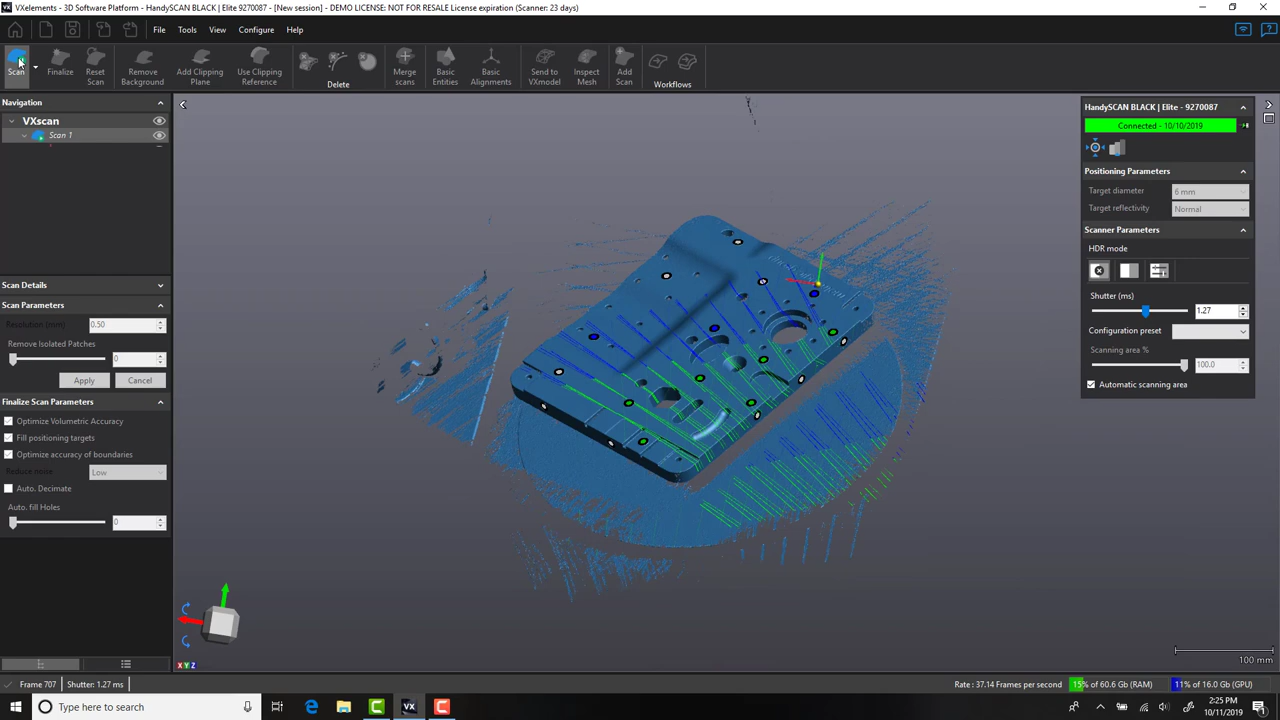 VXelements - 3D Software Platform - HandySCAN BLACK | Elite 9270087 - [New session] - DEMO LICENSE: NOT FOR RESALE License expiration (Scanner: 23 days)
File Tools View Configure Help
Scan
Finalize
Reset Scan
Remove Background
Add Clipping Plane
Use Clipping Reference
Delete
Merge scans
Basic Entities
Basic Alignments
Send to VXmodel
Inspect Mesh
Add Scan
Workflows
Navigation
VXscan
Scan 1
Scan Details
Scan Parameters
Resolution (mm) 0.50
Remove Isolated Patches
0
Apply Cancel
Finalize Scan Parameters
Optimize Volumetric Accuracy
Fill positioning targets
Optimize accuracy of boundaries
Reduce noise Low
Auto. Decimate
Auto. fill Holes
0
HandySCAN BLACK | Elite - 9270087
Connected - 10/10/2019
Positioning Parameters
Target diameter 6 mm
Target reflectivity Normal
Scanner Parameters
HDR mode
Shutter (ms)
1.27
Configuration preset
Scanning area %
100.0
Automatic scanning area
XYZ
100 mm
Frame 707 Shutter: 1.27 ms Rate : 37.14 Frames per second 15% of 60.6 Gb (RAM) 11% of 16.0 Gb (GPU)
Type here to search
VX
2:25 PM
10/11/2019
1